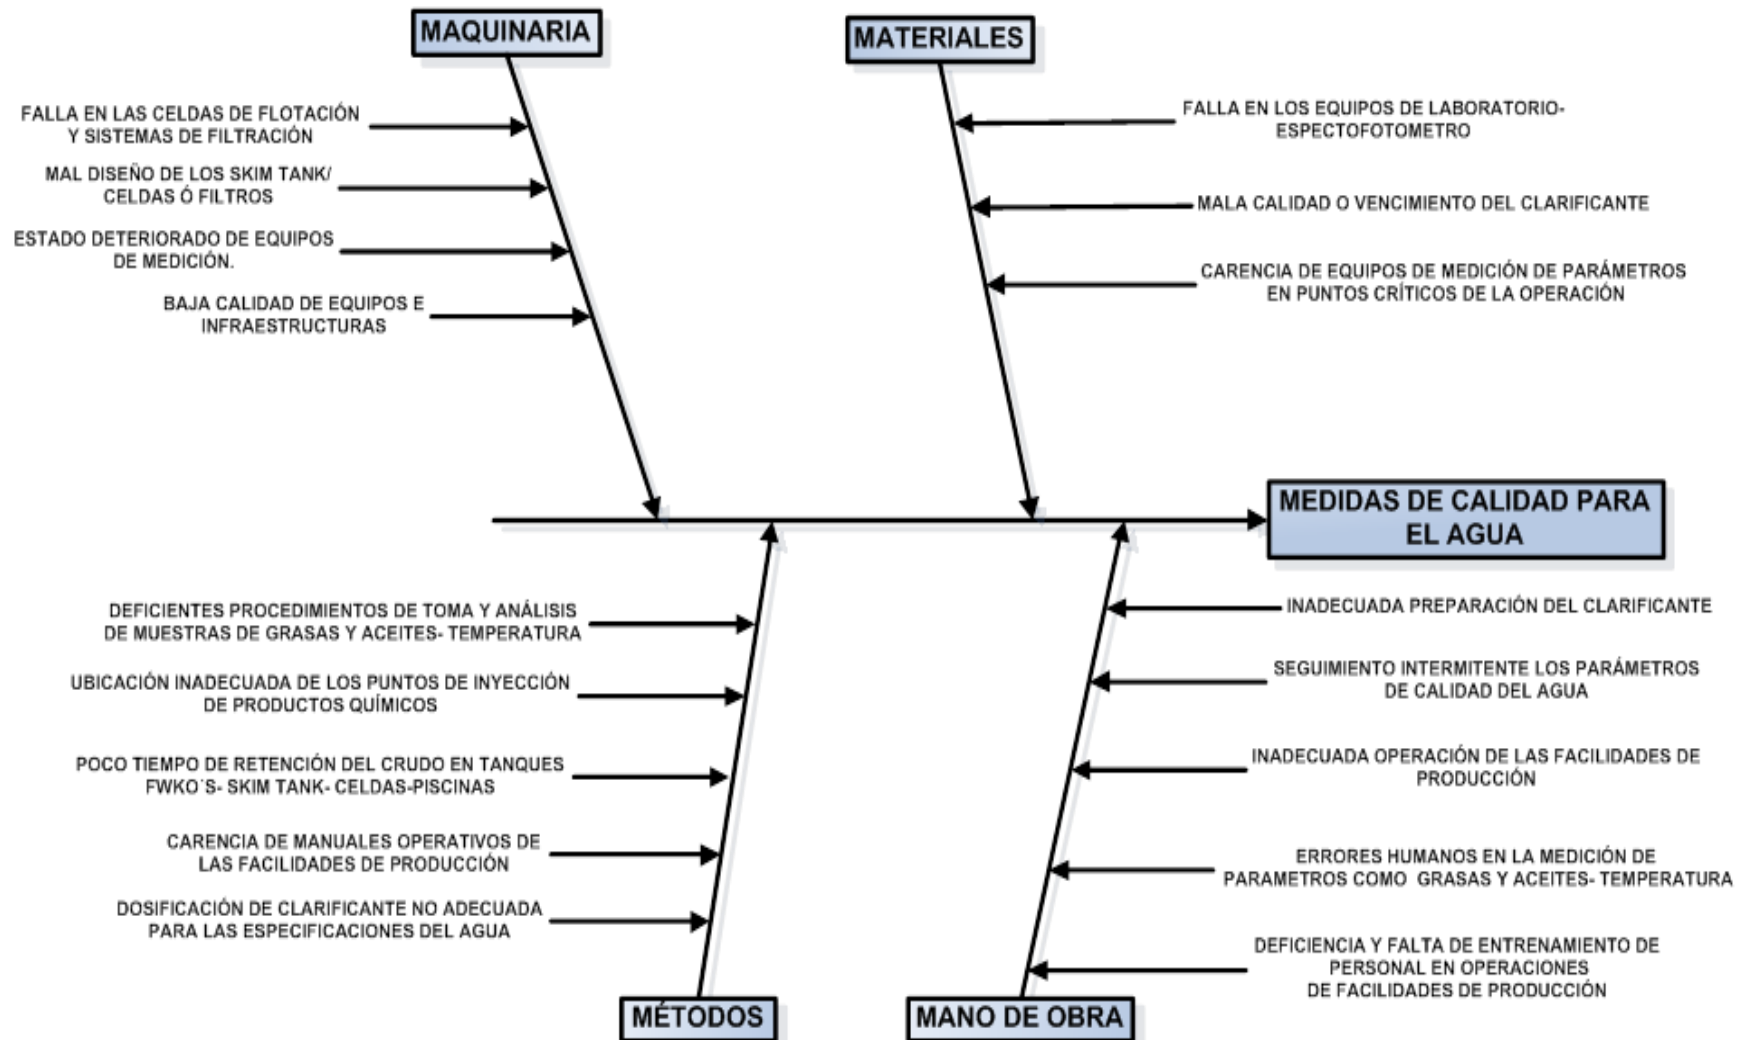 MAQUINARIA
FALLA EN LAS CELDAS DE FLOTACIÓN
Y SISTEMAS DE FILTRACIÓN
MAL DISEÑO DE LOS SKIM TANK/
CELDAS Ó FILTROS
ESTADO DETERIORADO DE EQUIPOS
DE MEDICIÓN.
BAJA CALIDAD DE EQUIPOS E
INFRAESTRUCTURAS
MATERIALES
FALLA EN LOS EQUIPOS DE LABORATORIO-
ESPECTOFOTOMETRO
MALA CALIDAD O VENCIMIENTO DEL CLARIFICANTE
CARENCIA DE EQUIPOS DE MEDICIÓN DE PARÁMETROS
EN PUNTOS CRÍTICOS DE LA OPERACIÓN
MEDIDAS DE CALIDAD PARA
EL AGUA
DEFICIENTES PROCEDIMIENTOS DE TOMA Y ANÁLISIS
DE MUESTRAS DE GRASAS Y ACEITES- TEMPERATURA
UBICACIÓN INADECUADA DE LOS PUNTOS DE INYECCIÓN
DE PRODUCTOS QUÍMICOS
POCO TIEMPO DE RETENCIÓN DEL CRUDO EN TANQUES
FWKO´S- SKIM TANK- CELDAS-PISCINAS
CARENCIA DE MANUALES OPERATIVOS DE
LAS FACILIDADES DE PRODUCCIÓN
DOSIFICACIÓN DE CLARIFICANTE NO ADECUADA
PARA LAS ESPECIFICACIONES DEL AGUA
MÉTODOS
INADECUADA PREPARACIÓN DEL CLARIFICANTE
SEGUIMIENTO INTERMITENTE LOS PARÁMETROS
DE CALIDAD DEL AGUA
INADECUADA OPERACIÓN DE LAS FACILIDADES DE
PRODUCCIÓN
ERRORES HUMANOS EN LA MEDICIÓN DE
PARAMETROS COMO GRASAS Y ACEITES- TEMPERATURA
DEFICIENCIA Y FALTA DE ENTRENAMIENTO DE
PERSONAL EN OPERACIONES
DE FACILIDADES DE PRODUCCIÓN
MANO DE OBRA